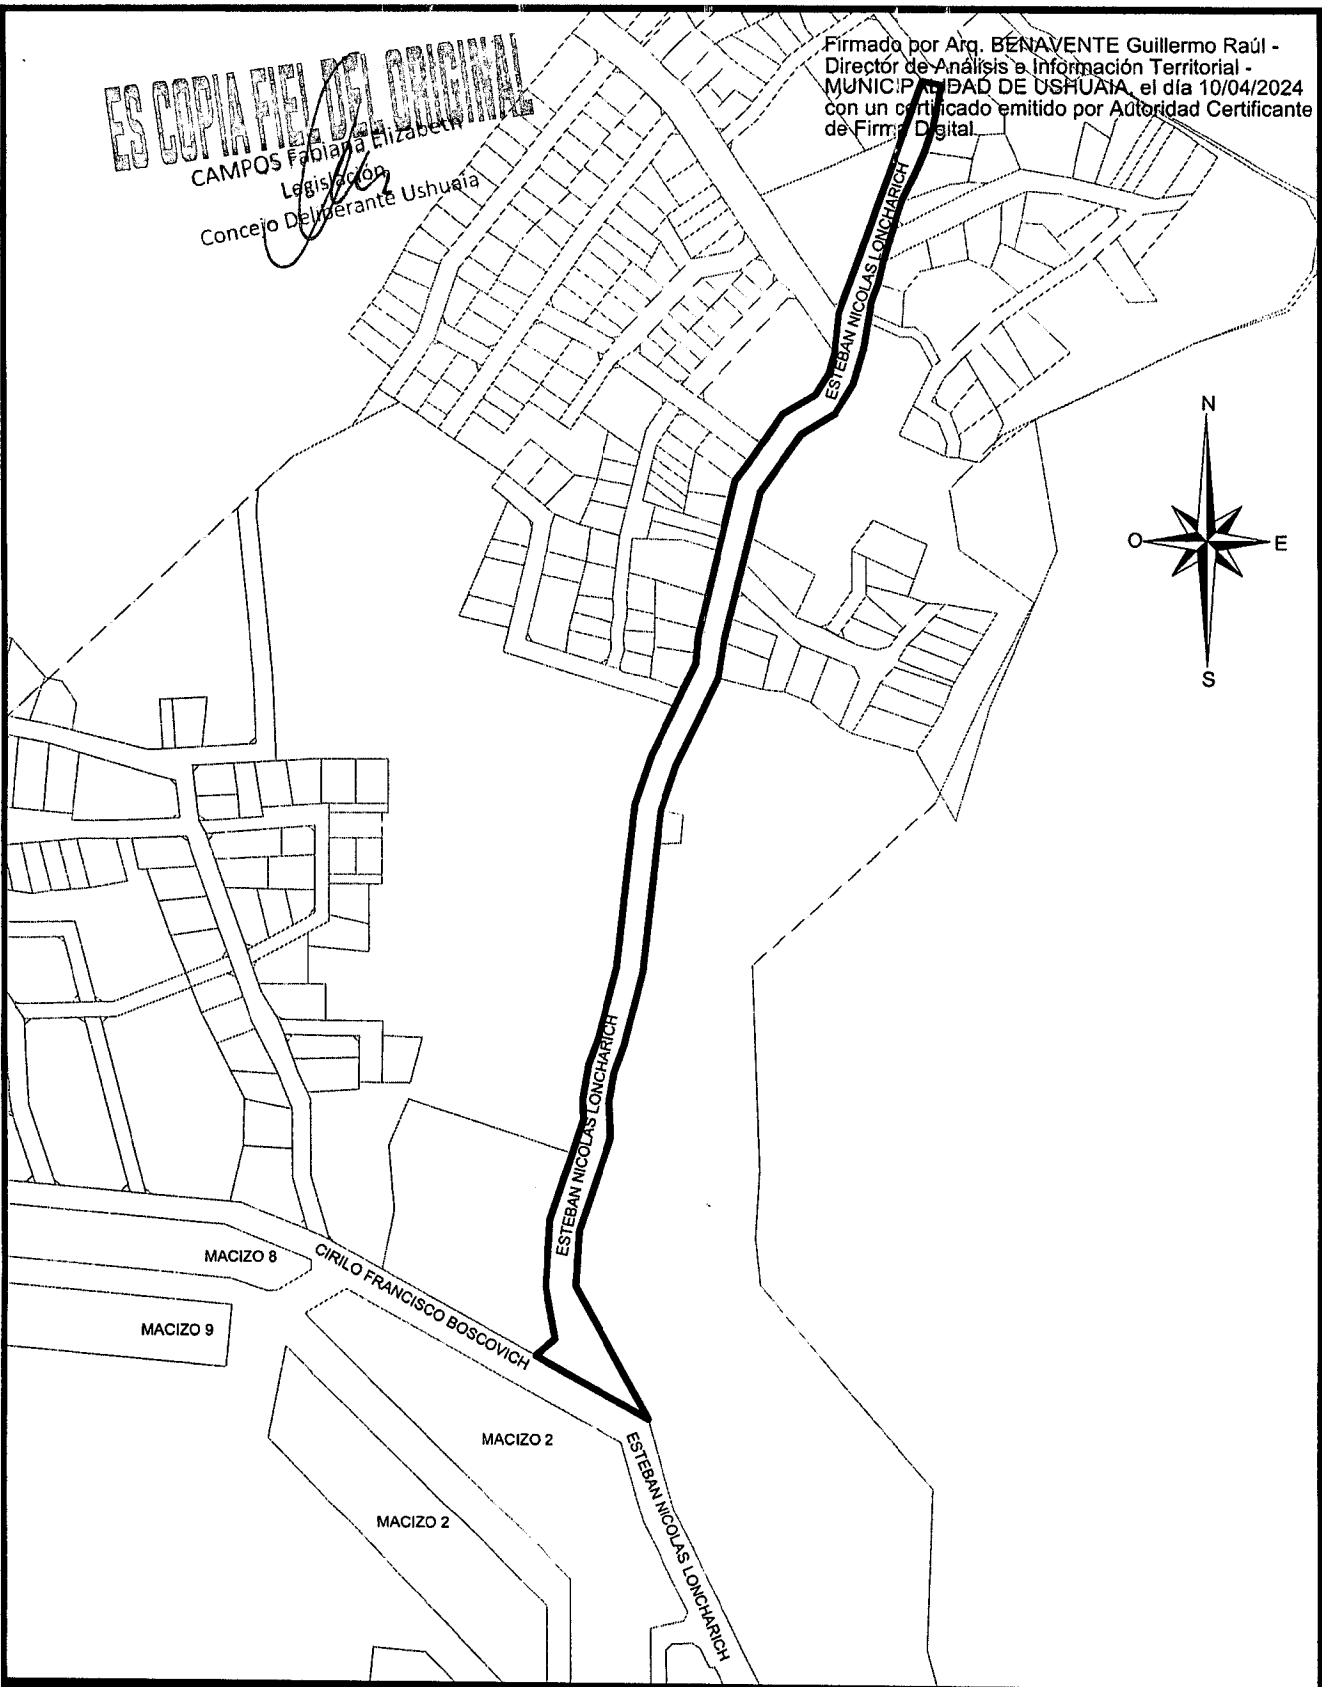 ES COPIA FIEL DEL ORIGINAL
CAMPOS Fabiana Elizabeth
Legislación
Concejo Deliberante Ushuaia
Firmado por Arq. BENAVENTE Guillermo Raúl -
Director de Análisis e Información Territorial -
MUNICIPALIDAD DE USHUAIA, el día 10/04/2024
con un certificado emitido por Autoridad Certificante
de Firma Digital.
ESTEBAN NICOLAS LONCHARICH
N
O
E
S
ESTEBAN NICOLAS LONCHARICH
ESTEBAN NICOLAS LONCHARICH
MACIZO 8
CIRILO FRANCISCO BOSCOVICH
MACIZO 9
MACIZO 2
ESTEBAN NICOLAS LONCHARICH
MACIZO 2